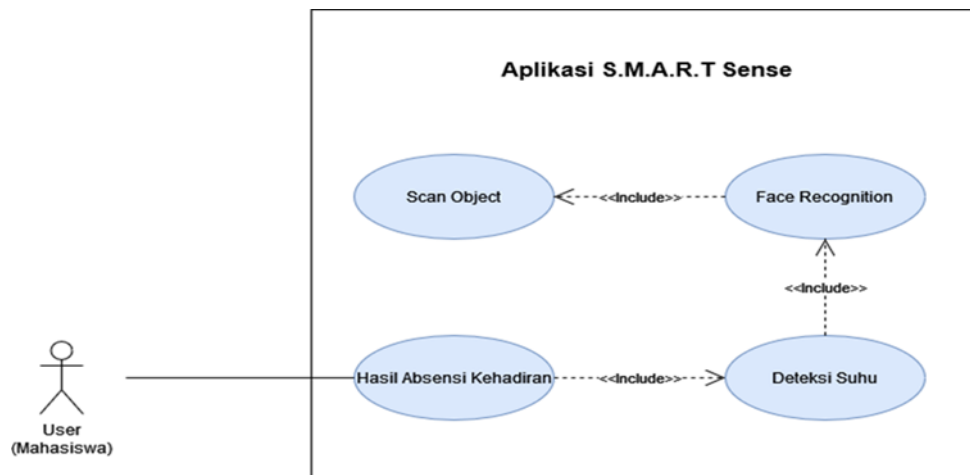 Aplikasi S.M.A.R.T Sense
Scan Object
<<Include>>
Face Recognition
<<Include>>
Hasil Absensi Kehadiran
<<Include>>
Deteksi Suhu
User
(Mahasiswa)